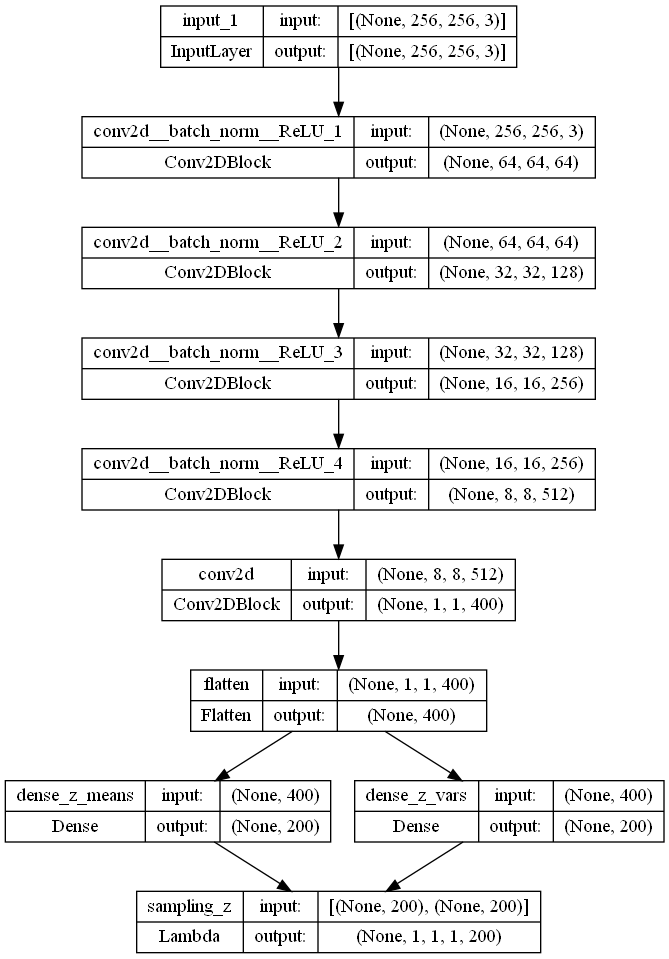 input_1 input: [(None, 256, 256, 3)]
InputLayer output: [(None, 256, 256, 3)]
conv2d__batch_norm__ReLU_1 input: (None, 256, 256, 3)
Conv2DBlock output: (None, 64, 64, 64)
conv2d__batch_norm__ReLU_2 input: (None, 64, 64, 64)
Conv2DBlock output: (None, 32, 32, 128)
conv2d__batch_norm__ReLU_3 input: (None, 32, 32, 128)
Conv2DBlock output: (None, 16, 16, 256)
conv2d__batch_norm__ReLU_4 input: (None, 16, 16, 256)
Conv2DBlock output: (None, 8, 8, 512)
conv2d input: (None, 8, 8, 512)
Conv2DBlock output: (None, 1, 1, 400)
flatten input: (None, 1, 1, 400)
Flatten output: (None, 400)
dense_z_means input: (None, 400)
Dense output: (None, 200)
dense_z_vars input: (None, 400)
Dense output: (None, 200)
sampling_z input: [(None, 200), (None, 200)]
Lambda output: (None, 1, 1, 1, 200)